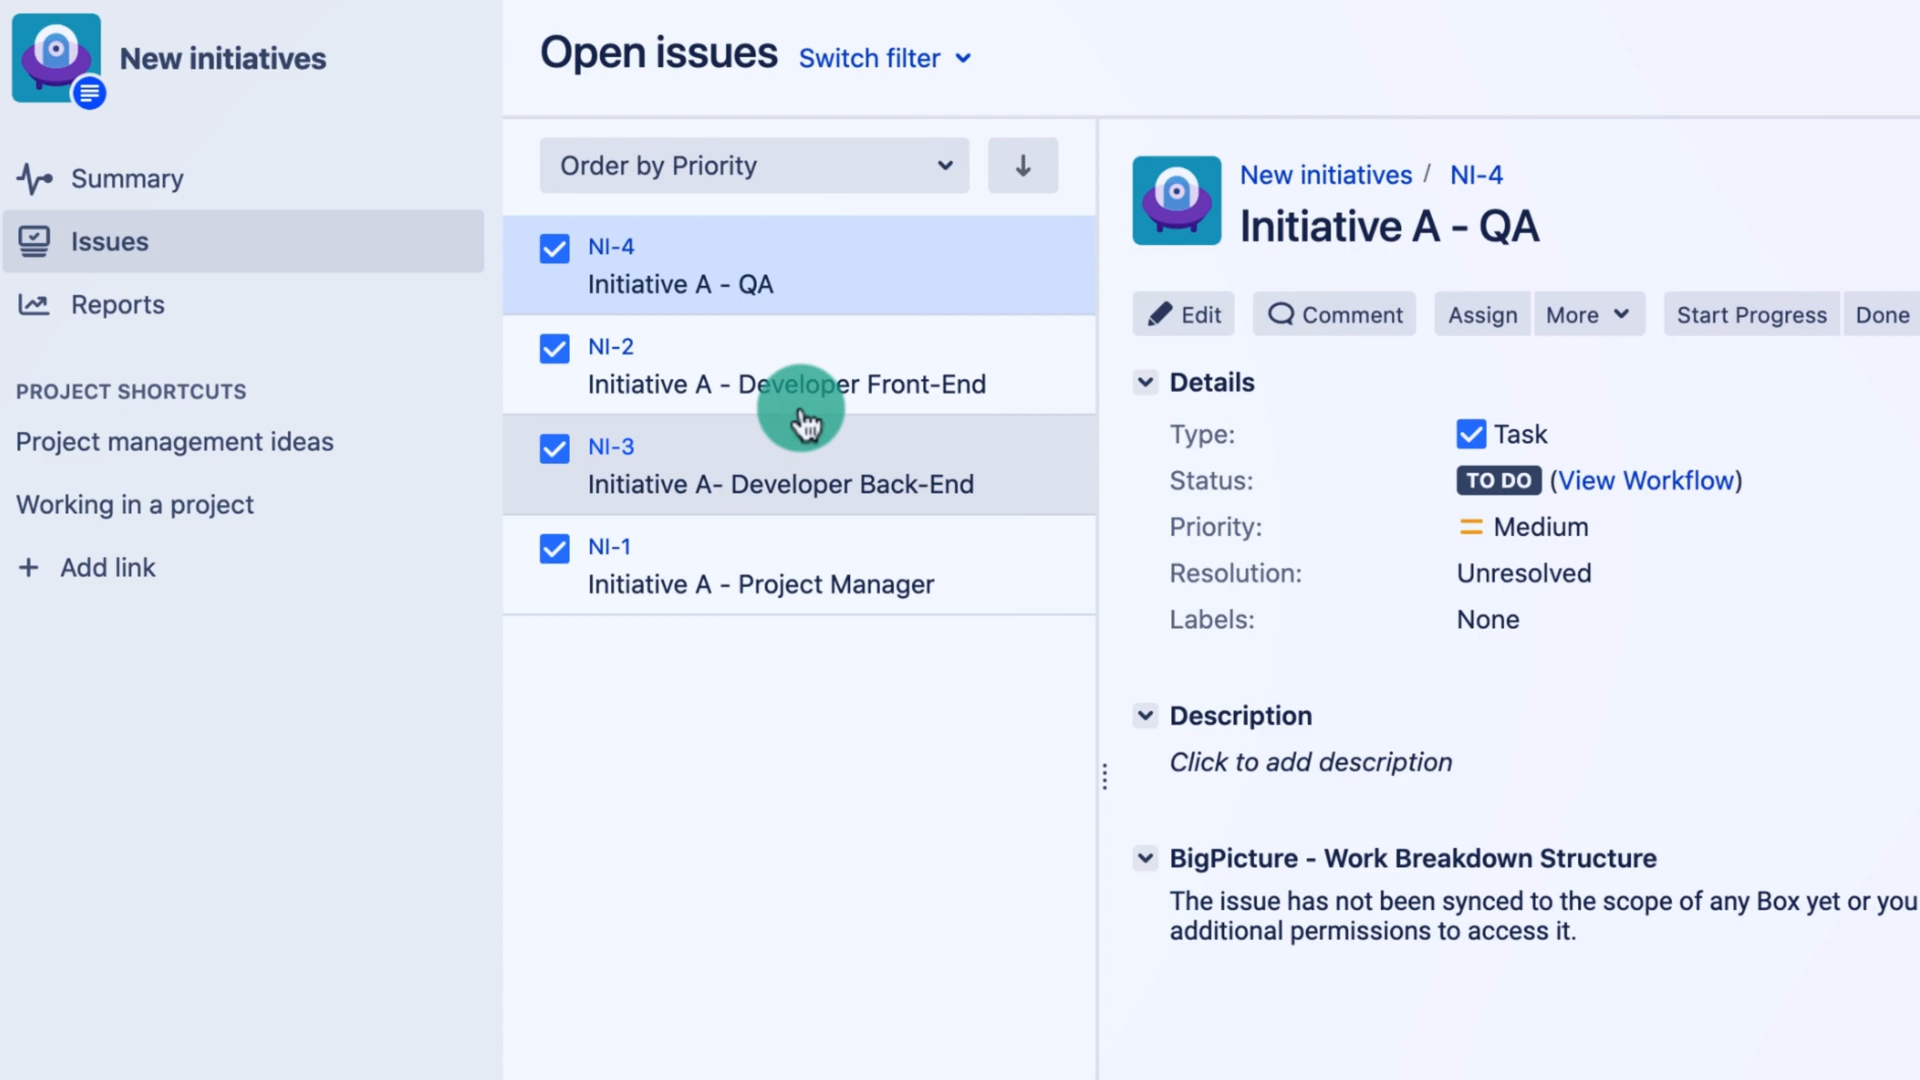 New initiatives
Summary
Issues
Reports
PROJECT SHORTCUTS
Project management ideas
Working in a project
+ Add link
Open issues Switch filter
Order by Priority
NI-4
Initiative A - QA
NI-2
Initiative A - Developer Front-End
NI-3
Initiative A- Developer Back-End
NI-1
Initiative A - Project Manager
New initiatives / NI-4
Initiative A - QA
Edit Comment Assign More Start Progress Done
Details
Type: Task
Status: TO DO (View Workflow)
Priority: Medium
Resolution: Unresolved
Labels: None
Description
Click to add description
BigPicture - Work Breakdown Structure
The issue has not been synced to the scope of any Box yet or you
additional permissions to access it.